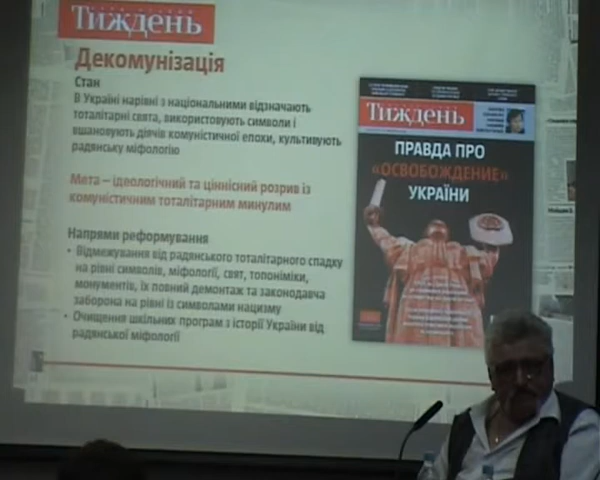 Тиждень
Декомунізація
Стан
В Україні нарівні з національними відзначають
тоталітарні свята, використовують символи і
вшановують діячів комуністичної епохи, культивують
радянську міфологію
Мета – ідеологічний та ціннісний розрив із
комуністичним тоталітарним минулим
Напрями реформування
• Відмежування від радянського тоталітарного спадку
на рівні символів, міфології, свят, топоніміки,
монументів, їх повний демонтаж та законодавча
заборона на рівні із символами нацизму
• Очищення шкільних програм з історії України від
радянської міфології
Тиждень
ПРАВДА ПРО
«ОСВОБОЖДЕНИЕ»
УКРАЇНИ